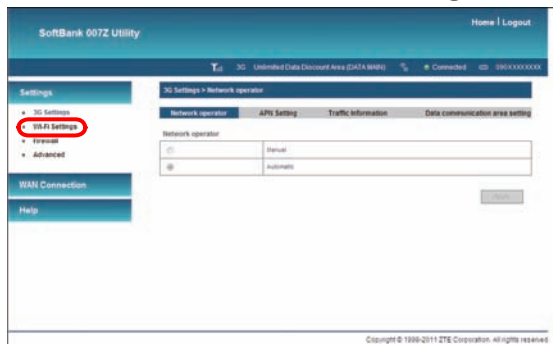 Home | Logout
SoftBank 007Z Utility
3G Unlimited Data Discount Area (DATA MAIN) Connected 090XXXXXXXX
Settings
3G Settings > Network operator
3G Settings
Network operator APN Setting Traffic Information Data communication area setting
Wi-Fi Settings
Firewall
Network operator
Advanced
Manual
Automatic
WAN Connection
Apply
Help
Copyright © 1998-2011 ZTE Corporation. All rights reserved